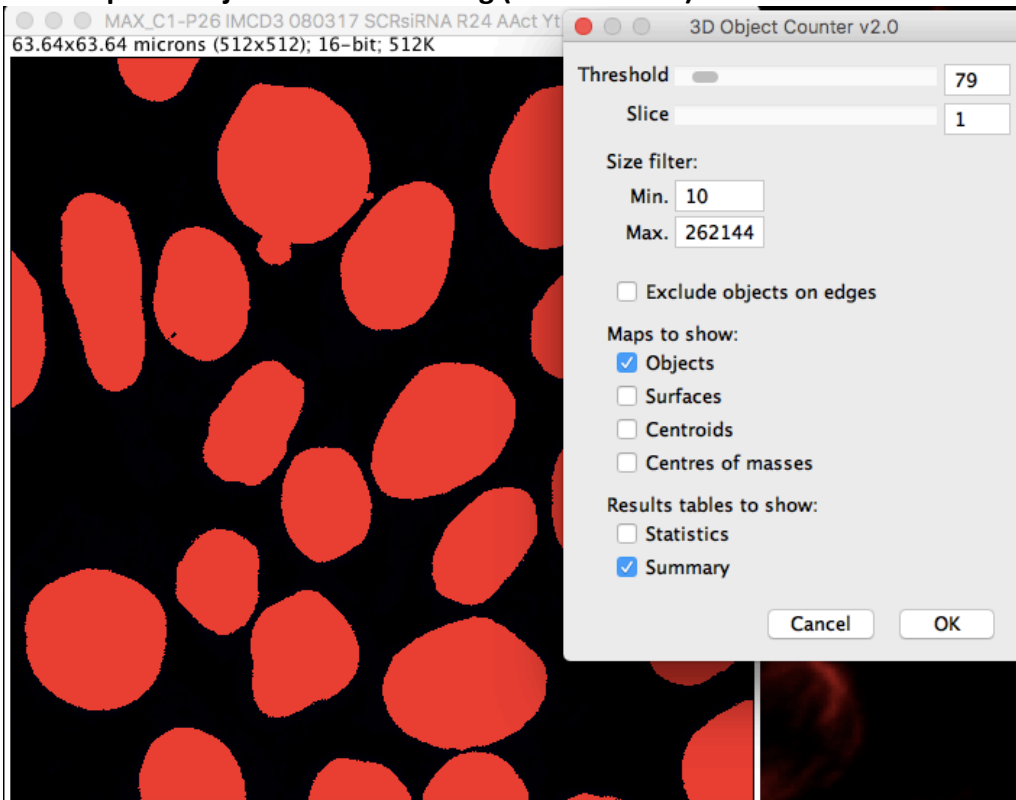 MAX_C1-P26 IMCD3 080317 SCRsiRNA R24 AAct Yt
63.64x63.64 microns (512x512); 16-bit; 512K
3D Object Counter v2.0
Threshold 79
Slice 1
Size filter:
Min. 10
Max. 262144
Exclude objects on edges
Maps to show:
Objects
Surfaces
Centroids
Centres of masses
Results tables to show:
Statistics
Summary
Cancel OK